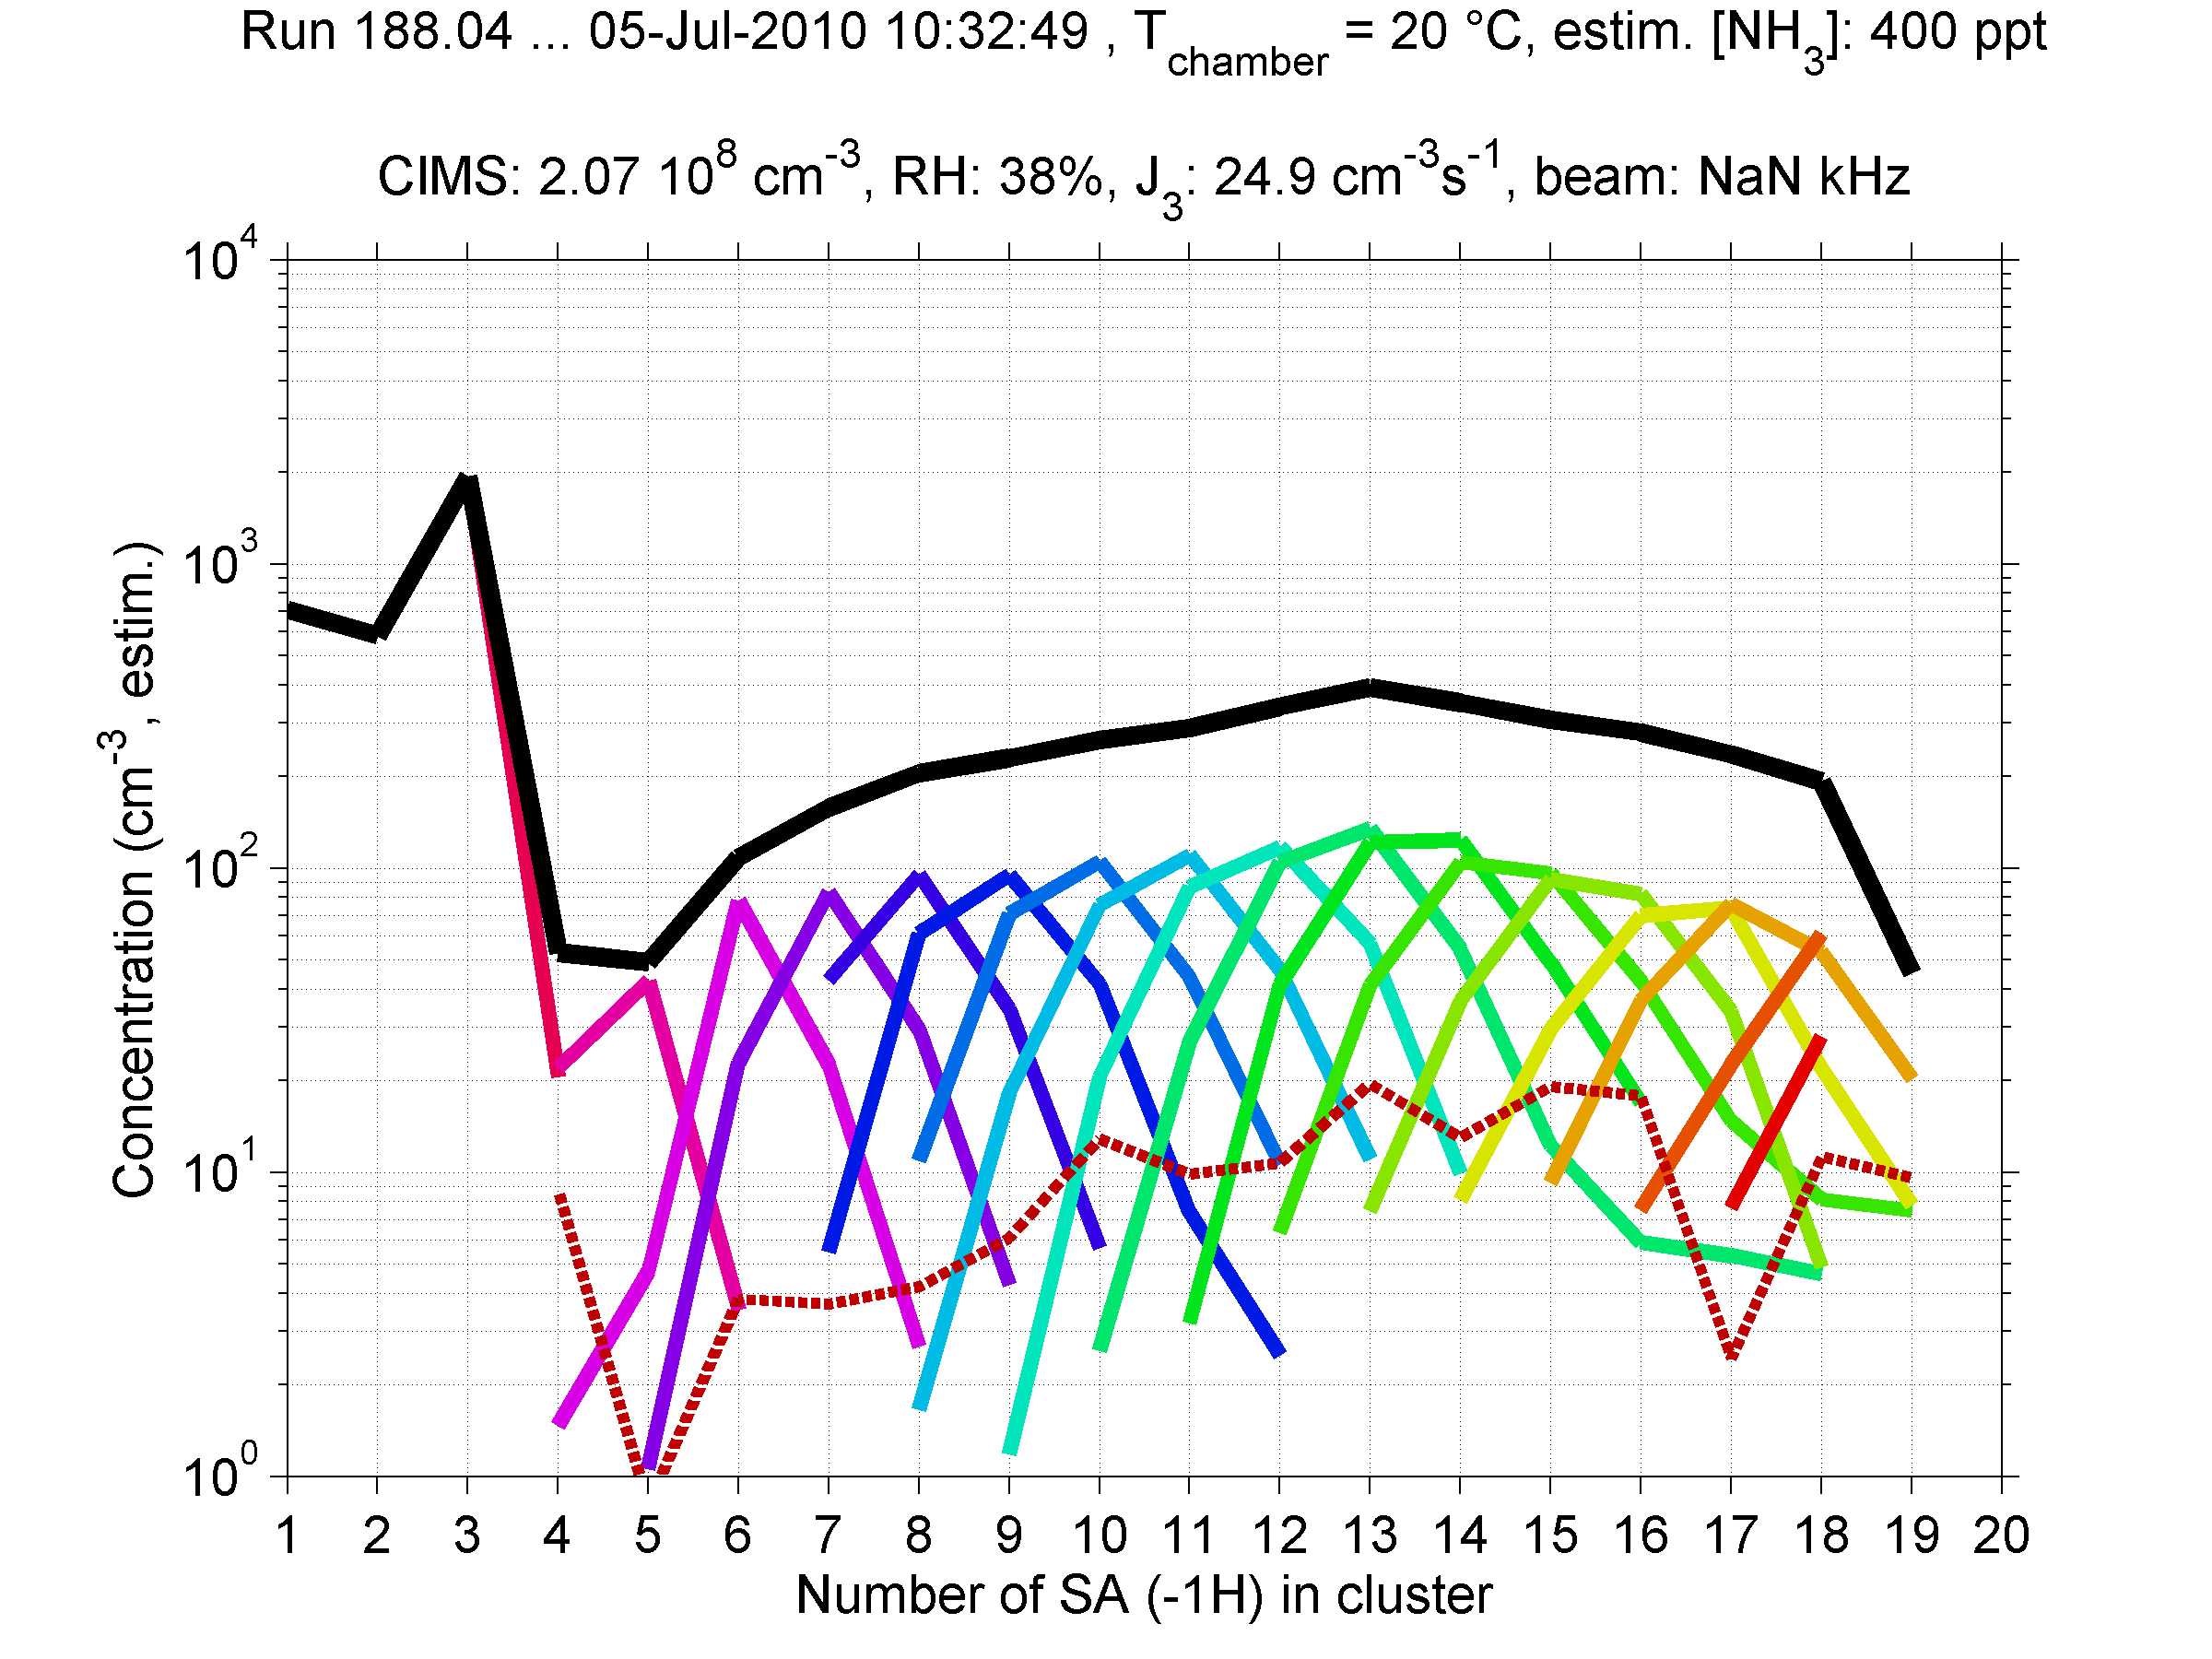 Run 188.04 ... 05-Jul-2010 10:32:49 , T_chamber = 20 °C, estim. [NH_3]: 400 ppt
CIMS: 2.07 10^8 cm^-3, RH: 38%, J_3: 24.9 cm^-3s^-1, beam: NaN kHz
Concentration (cm^-3, estim.)
10^4
10^3
10^2
10^1
10^0
1 2 3 4 5 6 7 8 9 10 11 12 13 14 15 16 17 18 19 20
Number of SA (-1H) in cluster